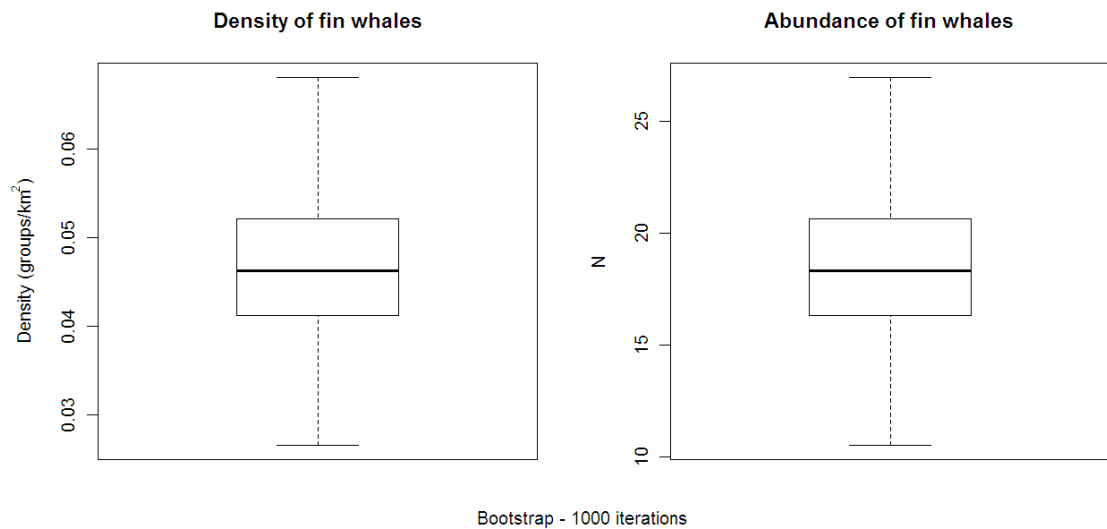 Density of fin whales
Density (groups/km²)
0.03
0.04
0.05
0.06
Abundance of fin whales
N
10
15
20
25
Bootstrap - 1000 iterations